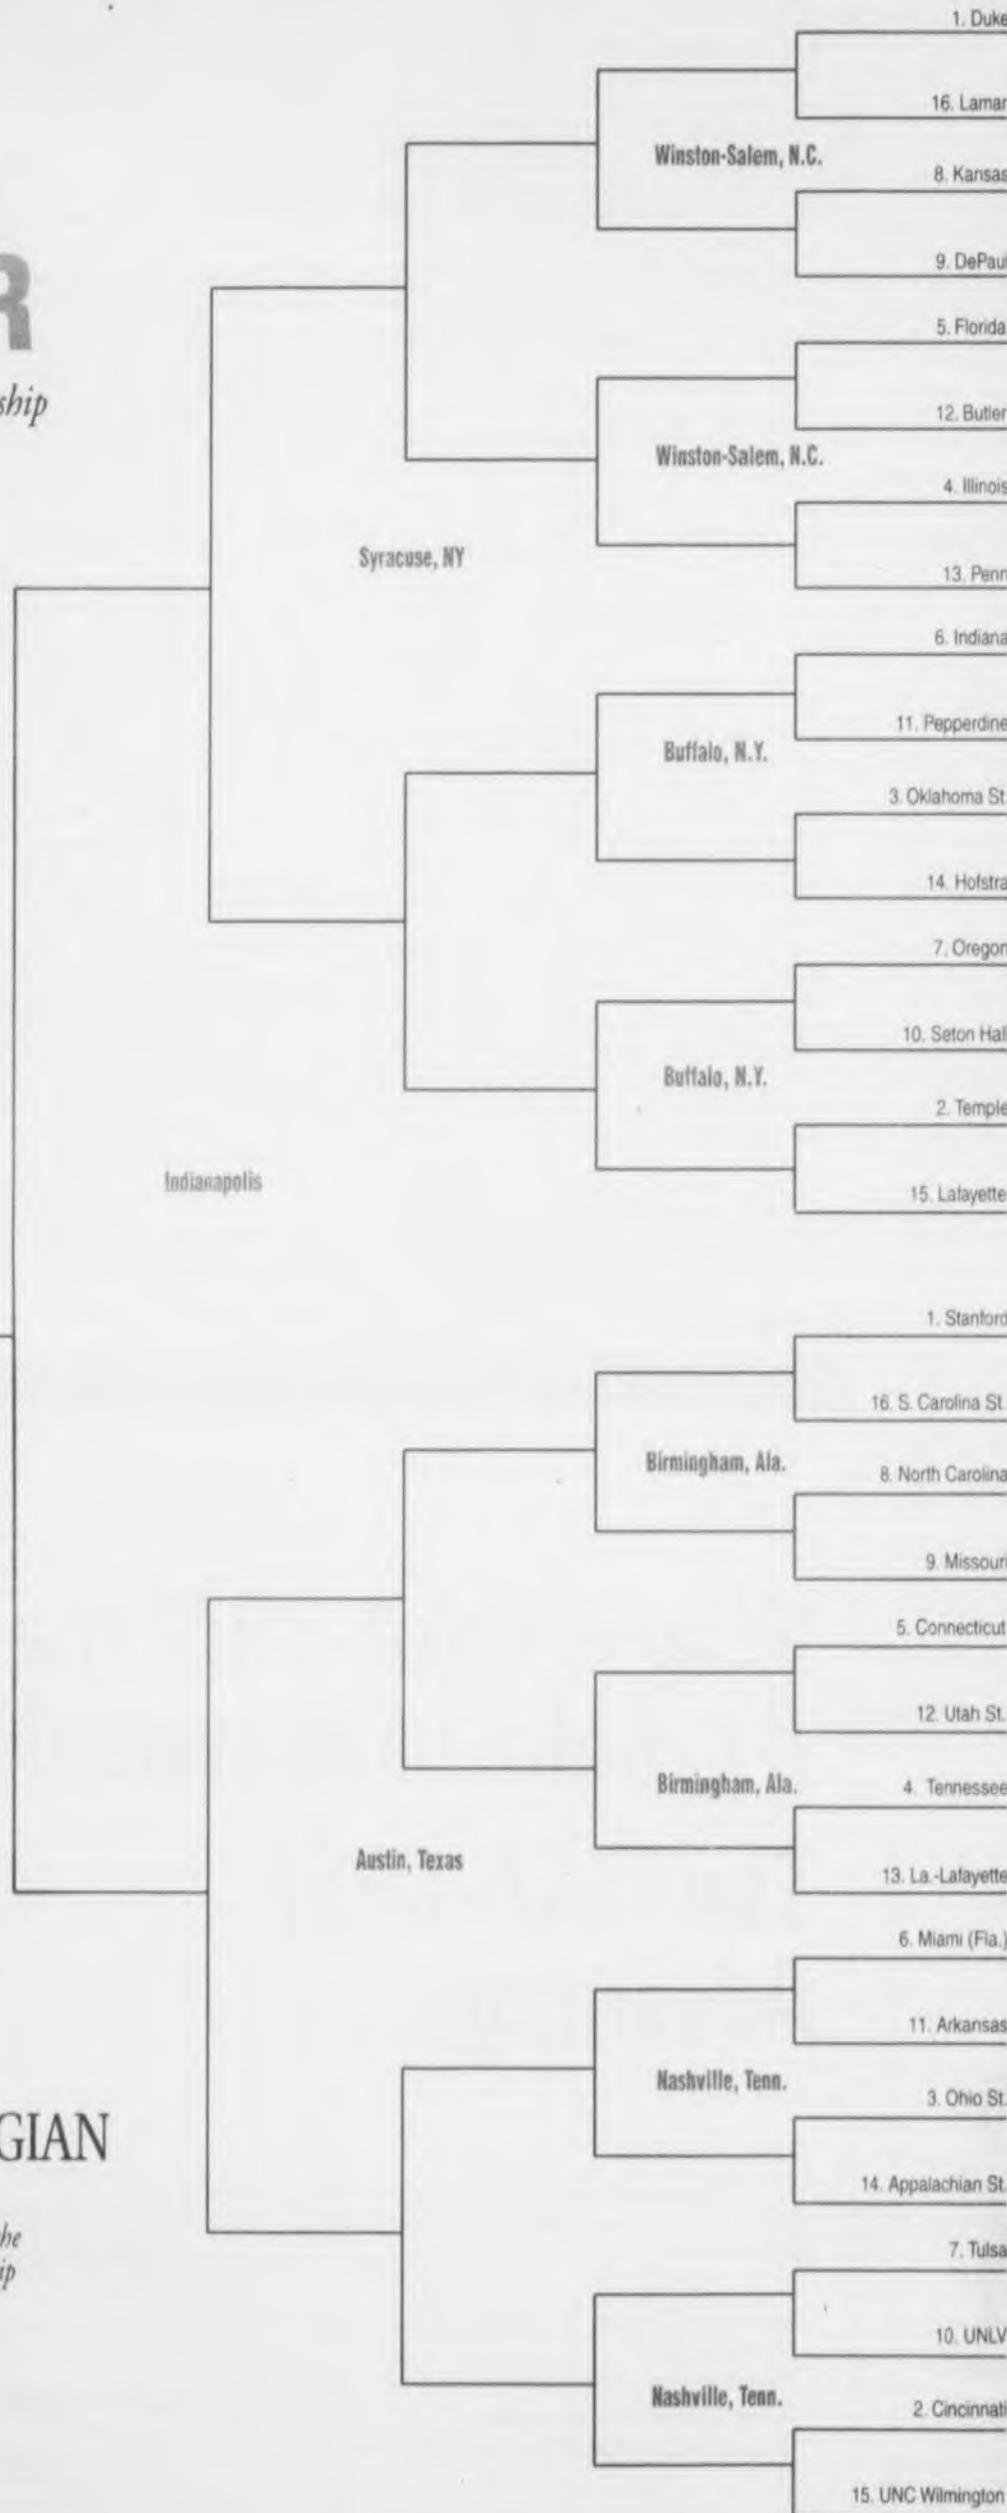 R
ship
1. Duke
16. Lamar
Winston-Salem, N.C.
8. Kansas
9. DePaul
5. Florida
12. Butler
Winston-Salem, N.C.
4. Illinois
13. Penn
Syracuse, NY
6. Indiana
11. Pepperdine
Buffalo, N.Y.
3. Oklahoma St.
14. Hofstra
7. Oregon
10. Seton Hall
Buffalo, N.Y.
2. Temple
15. Lafayette
Indianapolis
1. Stanford
16. S. Carolina St.
Birmingham, Ala.
8. North Carolina
9. Missouri
5. Connecticut
12. Utah St.
Birmingham, Ala.
4. Tennessee
13. La.-Lafayette
Austin, Texas
6. Miami (Fla.)
11. Arkansas
Nashville, Tenn.
3. Ohio St.
14. Appalachian St.
7. Tulsa
10. UNLV
Nashville, Tenn.
2. Cincinnati
15. UNC Wilmington
GIAN
he
ip